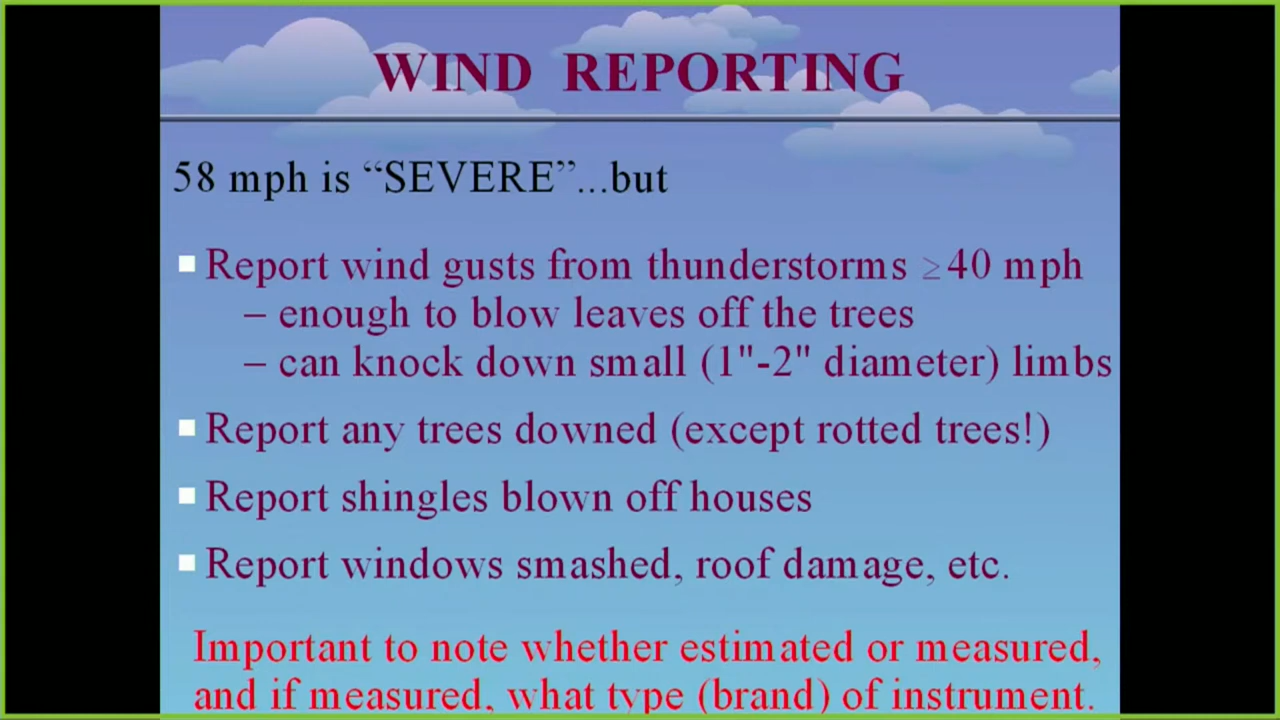 WIND REPORTING
58 mph is “SEVERE”...but
Report wind gusts from thunderstorms ≥40 mph
– enough to blow leaves off the trees
– can knock down small (1"-2" diameter) limbs
Report any trees downed (except rotted trees!)
Report shingles blown off houses
Report windows smashed, roof damage, etc.
Important to note whether estimated or measured,
and if measured, what type (brand) of instrument.